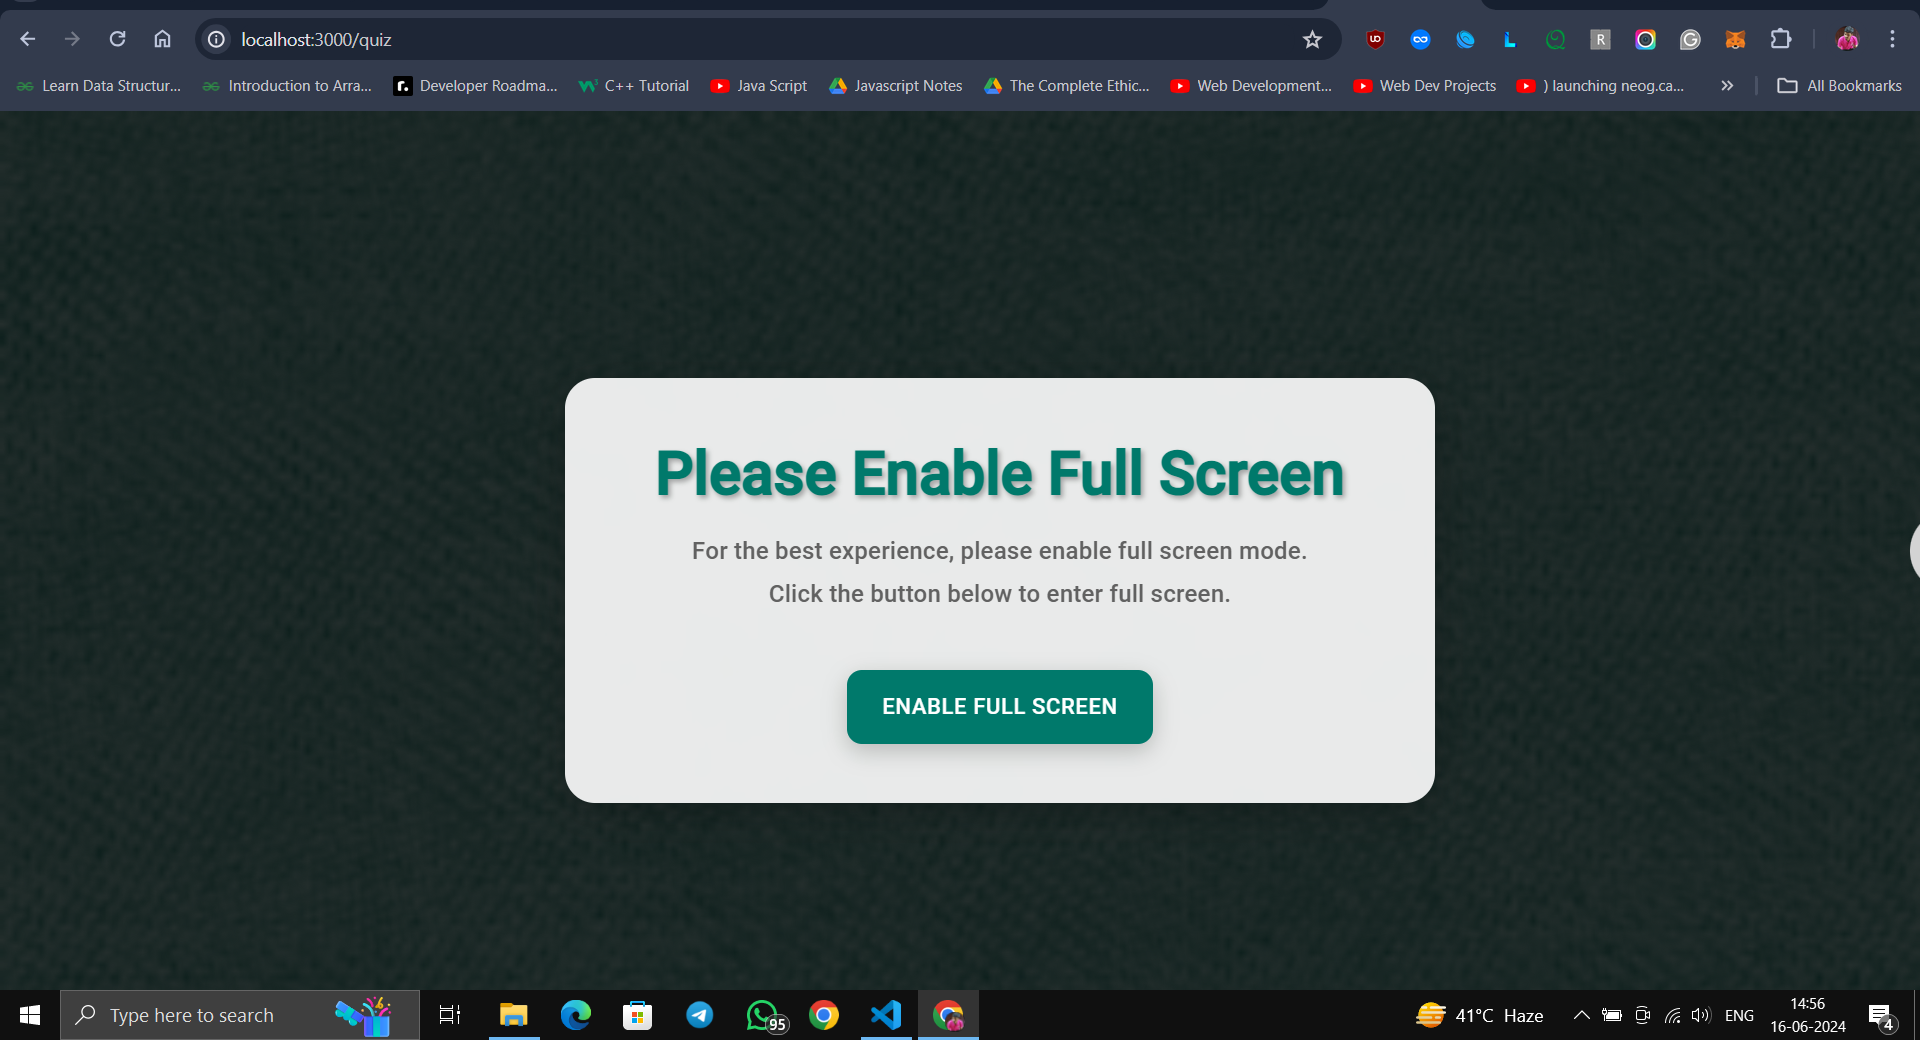 localhost:3000/quiz
Learn Data Structur... Introduction to Arra... Developer Roadma... C++ Tutorial Java Script Javascript Notes The Complete Ethic... Web Development... Web Dev Projects ) launching neog.ca... » All Bookmarks
Please Enable Full Screen
For the best experience, please enable full screen mode.
Click the button below to enter full screen.
ENABLE FULL SCREEN
Type here to search
95
41°C Haze
ENG
14:56
16-06-2024
4